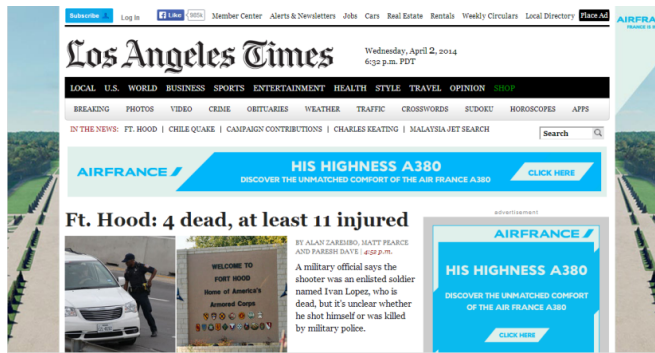 Subscribe
Log In
Like
Member Center Alerts & Newsletters Jobs Cars Real Estate Rentals Weekly Circulars Local Directory Place Ad
AIRFRA
FRANCE IS
Los Angeles Times
Wednesday, April 2, 2014
6:32 p.m. PDT
LOCAL U.S. WORLD BUSINESS SPORTS ENTERTAINMENT HEALTH STYLE TRAVEL OPINION SHOP
BREAKING PHOTOS VIDEO CRIME OBITUARIES WEATHER TRAFFIC CROSSWORDS SUDOKU HOROSCOPES APPS
IN THE NEWS: FT. HOOD | CHILE QUAKE | CAMPAIGN CONTRIBUTIONS | CHARLES KEATING | MALAYSIA JET SEARCH
Search
AIRFRANCE
HIS HIGHNESS A380
DISCOVER THE UNMATCHED COMFORT OF THE AIR FRANCE A380
CLICK HERE
Ft. Hood: 4 dead, at least 11 injured
WELCOME TO
FORT HOOD
Home of America's
Armored Corps
BY ALAN ZAREMBO, MATT PEARCE
AND PARESH DAVE | 4:52 p.m.
A military official says the
shooter was an enlisted soldier
named Ivan Lopez, who is
dead, but it's unclear whether
he shot himself or was killed
by military police.
advertisement
AIRFRANCE
HIS HIGHNESS A380
DISCOVER THE UNMATCHED COMFORT
OF THE AIR FRANCE A380
CLICK HERE